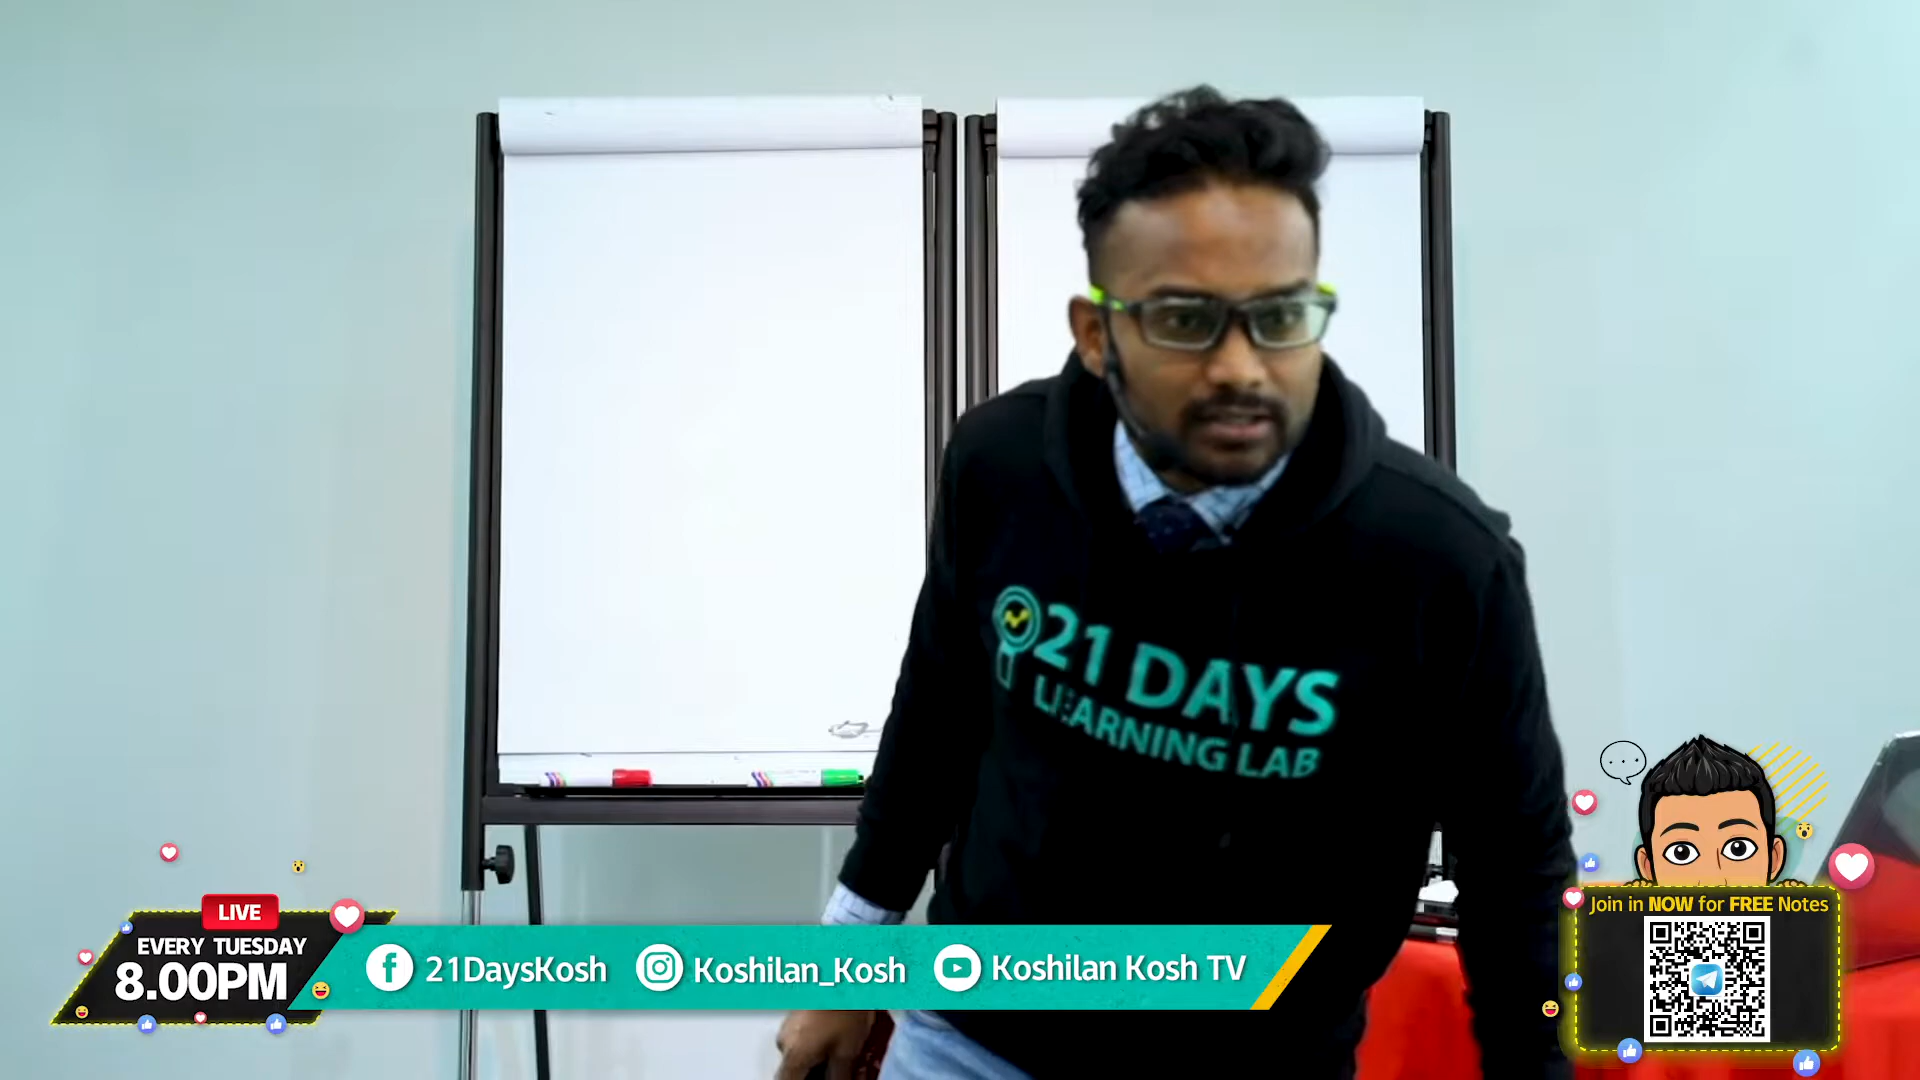 21 DAYS
LEARNING LAB
LIVE
EVERY TUESDAY
8.00PM
21DaysKosh
Koshilan_Kosh
Koshilan Kosh TV
Join in NOW for FREE Notes